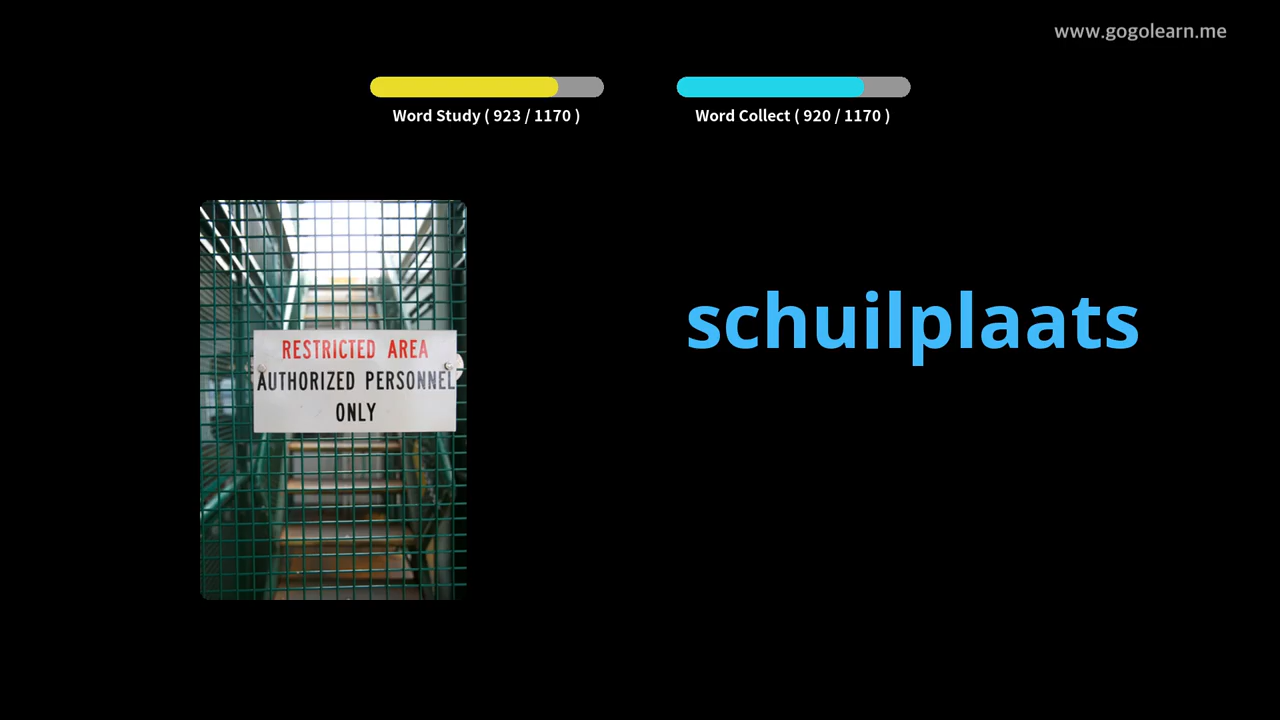 www.gogolearn.me
Word Study ( 923 / 1170 )
Word Collect ( 920 / 1170 )
RESTRICTED AREA
AUTHORIZED PERSONNEL
ONLY
schuilplaats